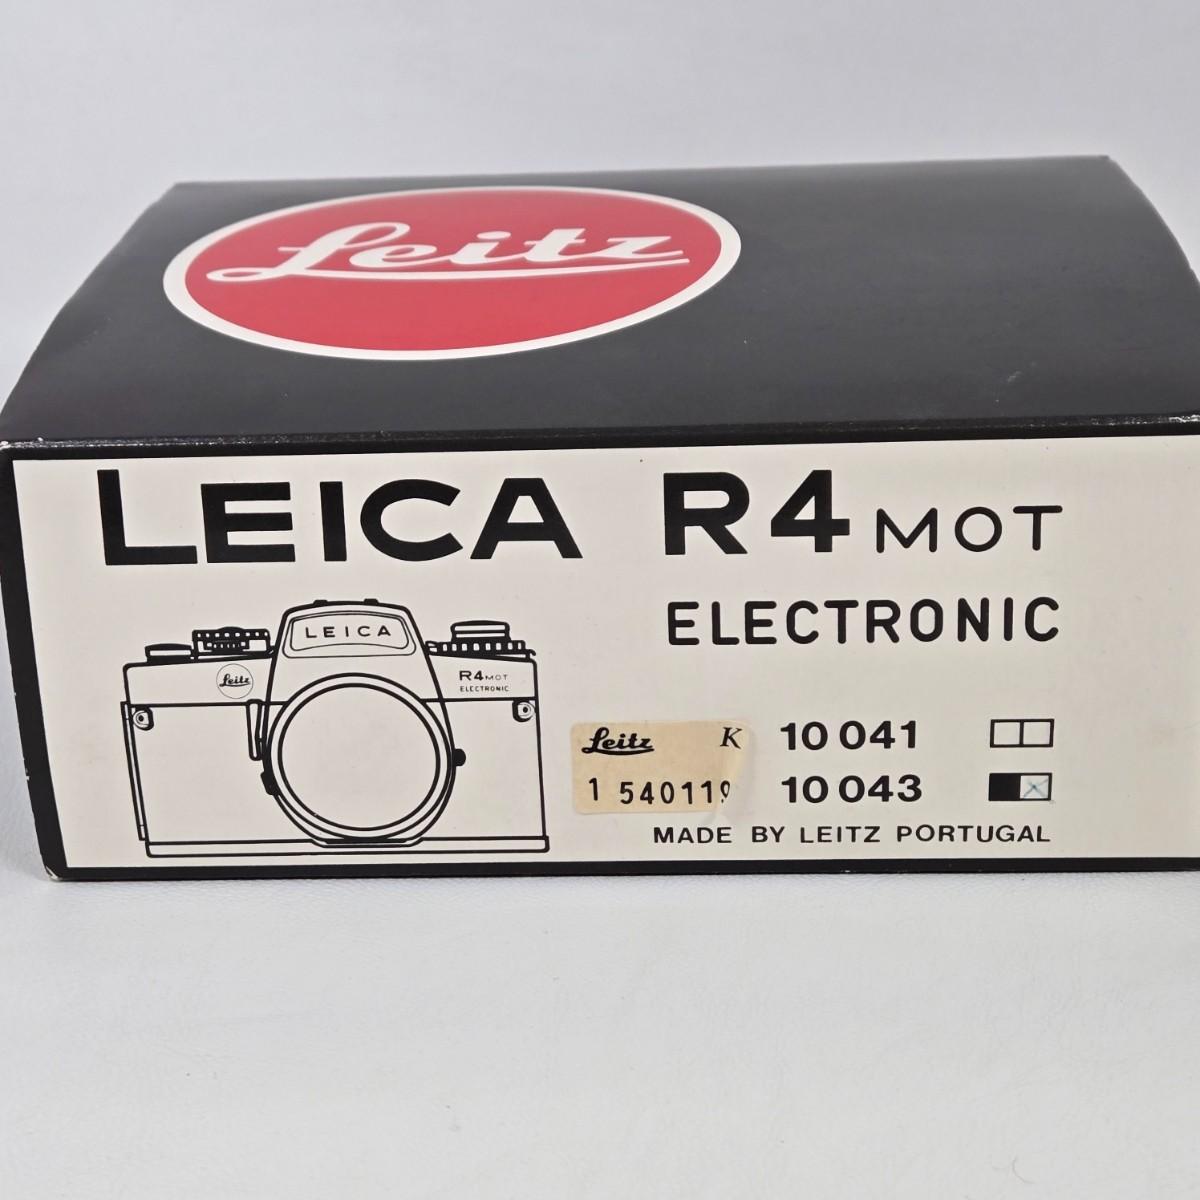 Leitz
LEICA R4 MOT
ELECTRONIC
LEICA
Leitz
R4 MOT
ELECTRONIC
Leitz K
1 540119
10 041
10 043
MADE BY LEITZ PORTUGAL